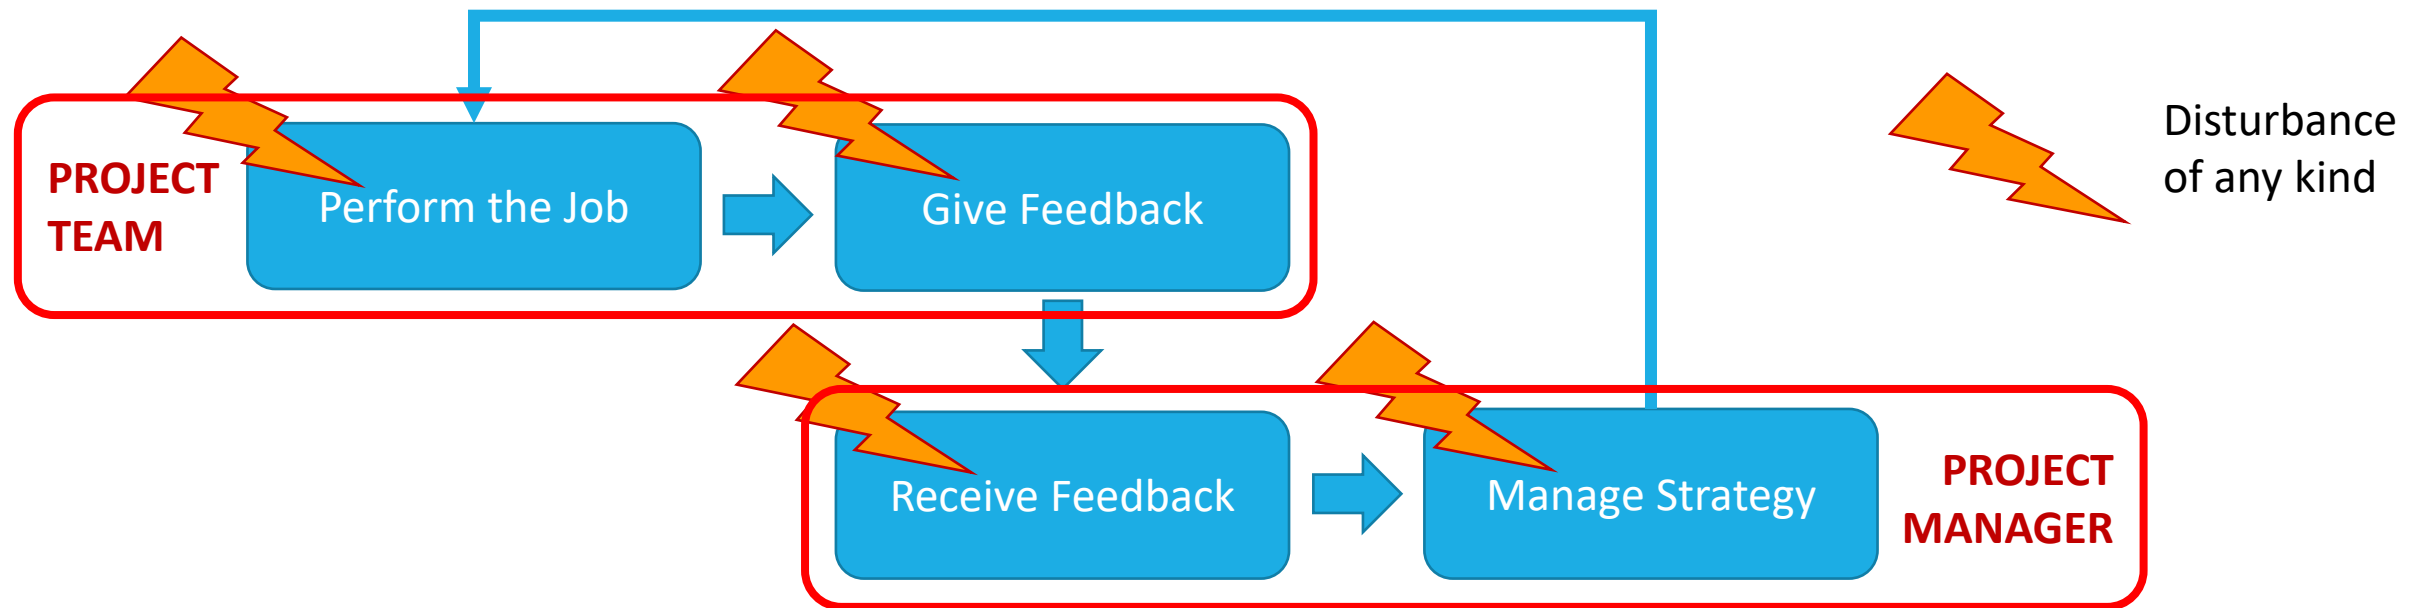 PROJECT
TEAM
Perform the Job
Give Feedback
Disturbance
of any kind
Receive Feedback
Manage Strategy
PROJECT
MANAGER